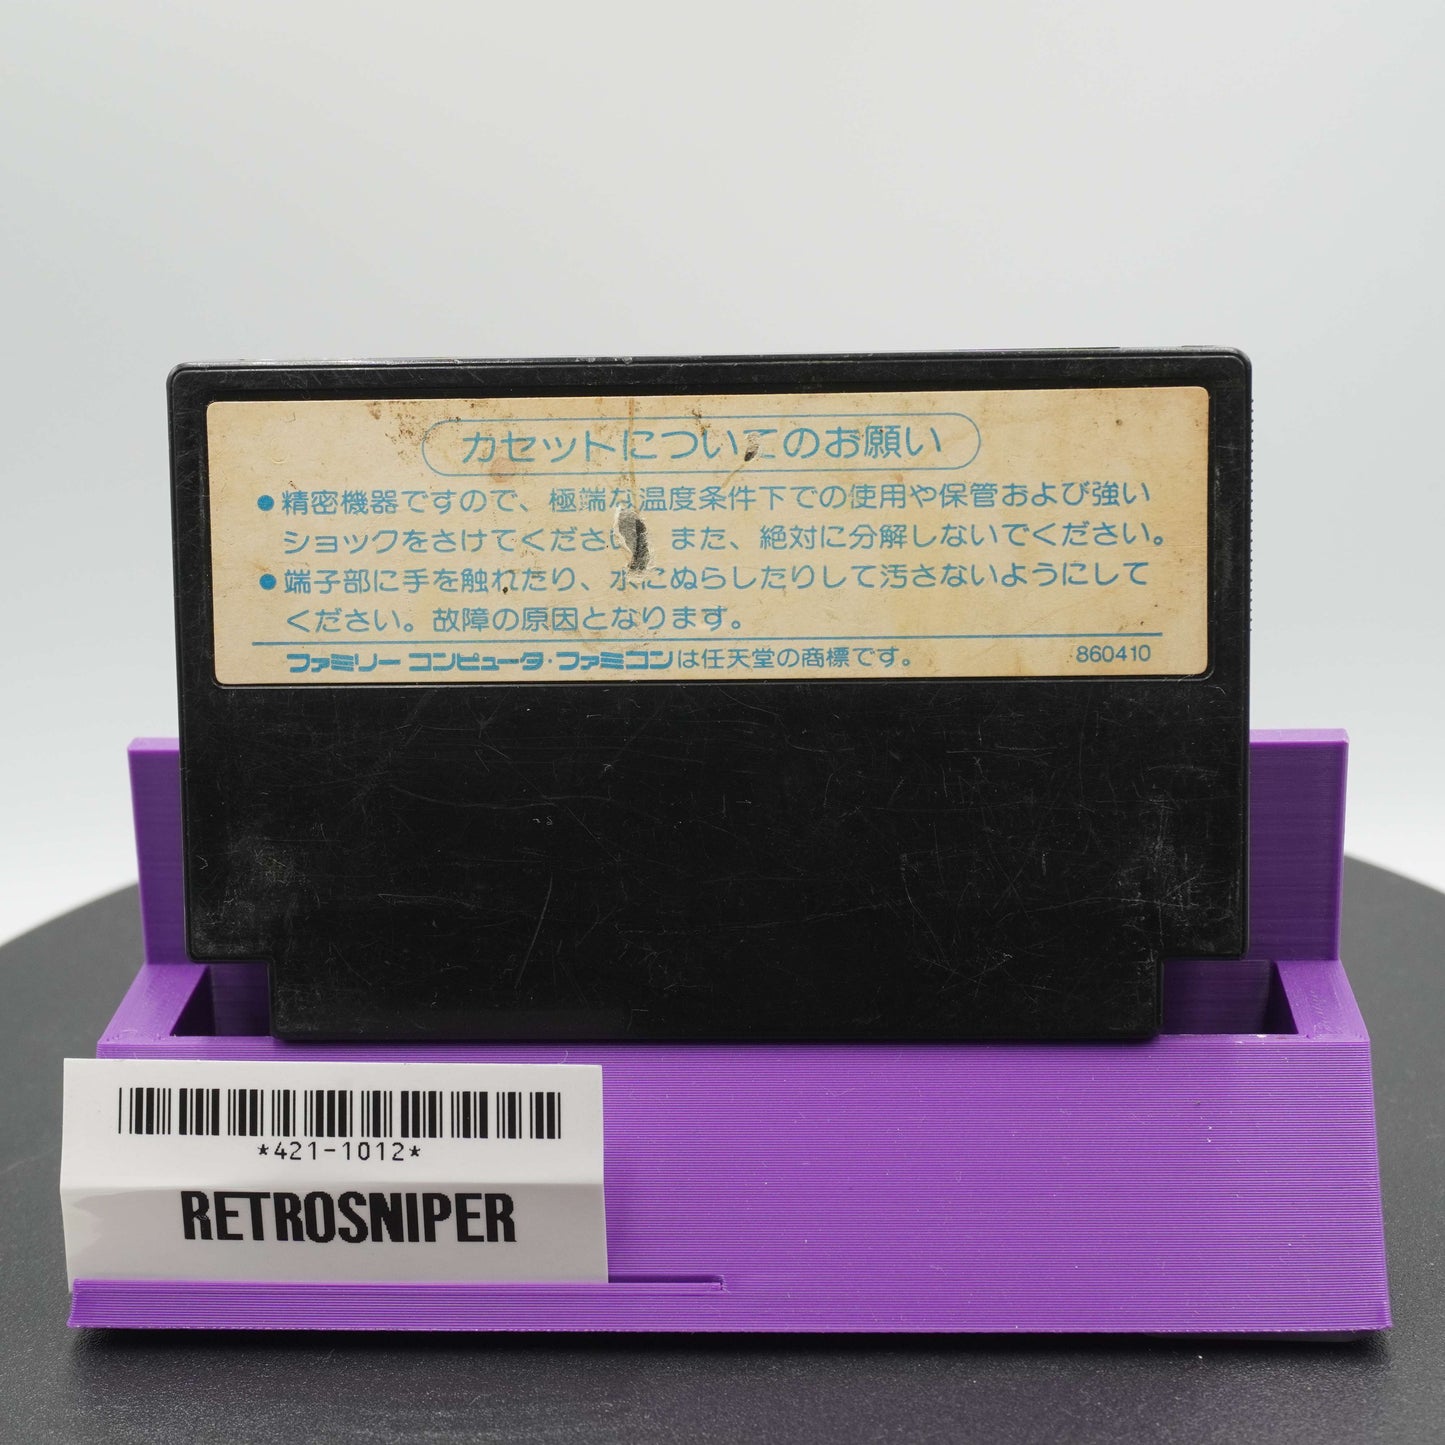 カセットについてのお願い
●精密機器ですので、極端な温度条件下での使用や保管および強い
ショックをさけてくださ また、絶対に分解しないでください。
●端子部に手を触れたり、水にぬらしたりして汚さないようにして
ください。故障の原因となります。
ファミリーコンピュータ・ファミコンは任天堂の商標です。 860410
*421-1012*
RETROSNIPER